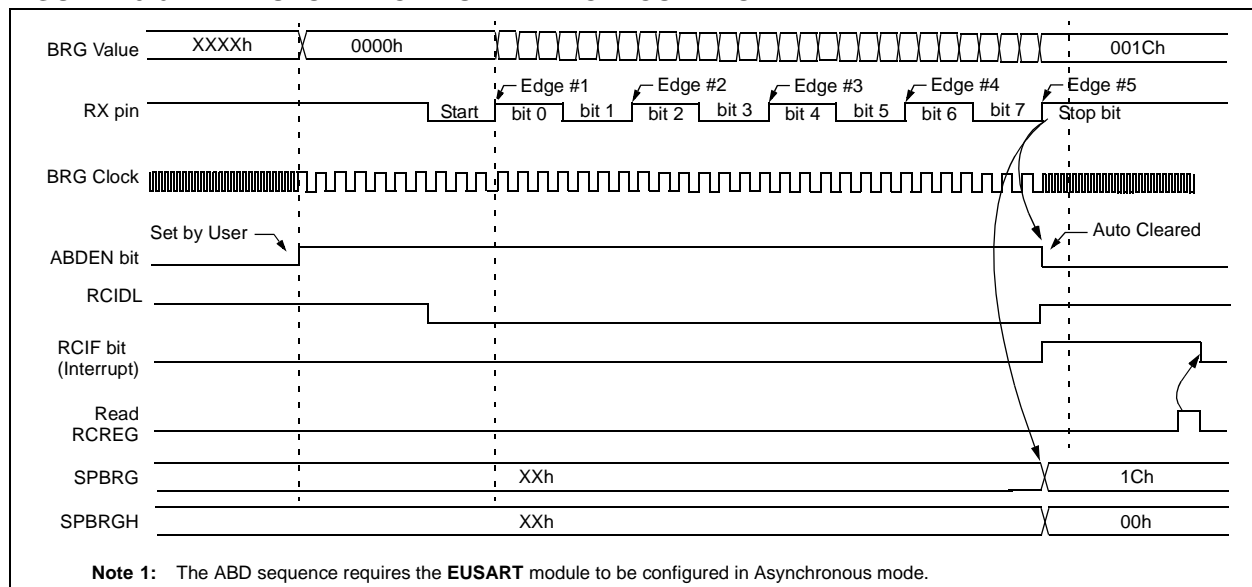 BRG Value XXXXh 0000h 001Ch
Edge #1 Edge #2 Edge #3 Edge #4 Edge #5
RX pin Start bit 0 bit 1 bit 2 bit 3 bit 4 bit 5 bit 6 bit 7 Stop bit
BRG Clock
Set by User Auto Cleared
ABDEN bit
RCIDL
RCIF bit
(Interrupt)
Read
RCREG
SPBRG XXh 1Ch
SPBRGH XXh 00h
Note 1: The ABD sequence requires the EUSART module to be configured in Asynchronous mode.